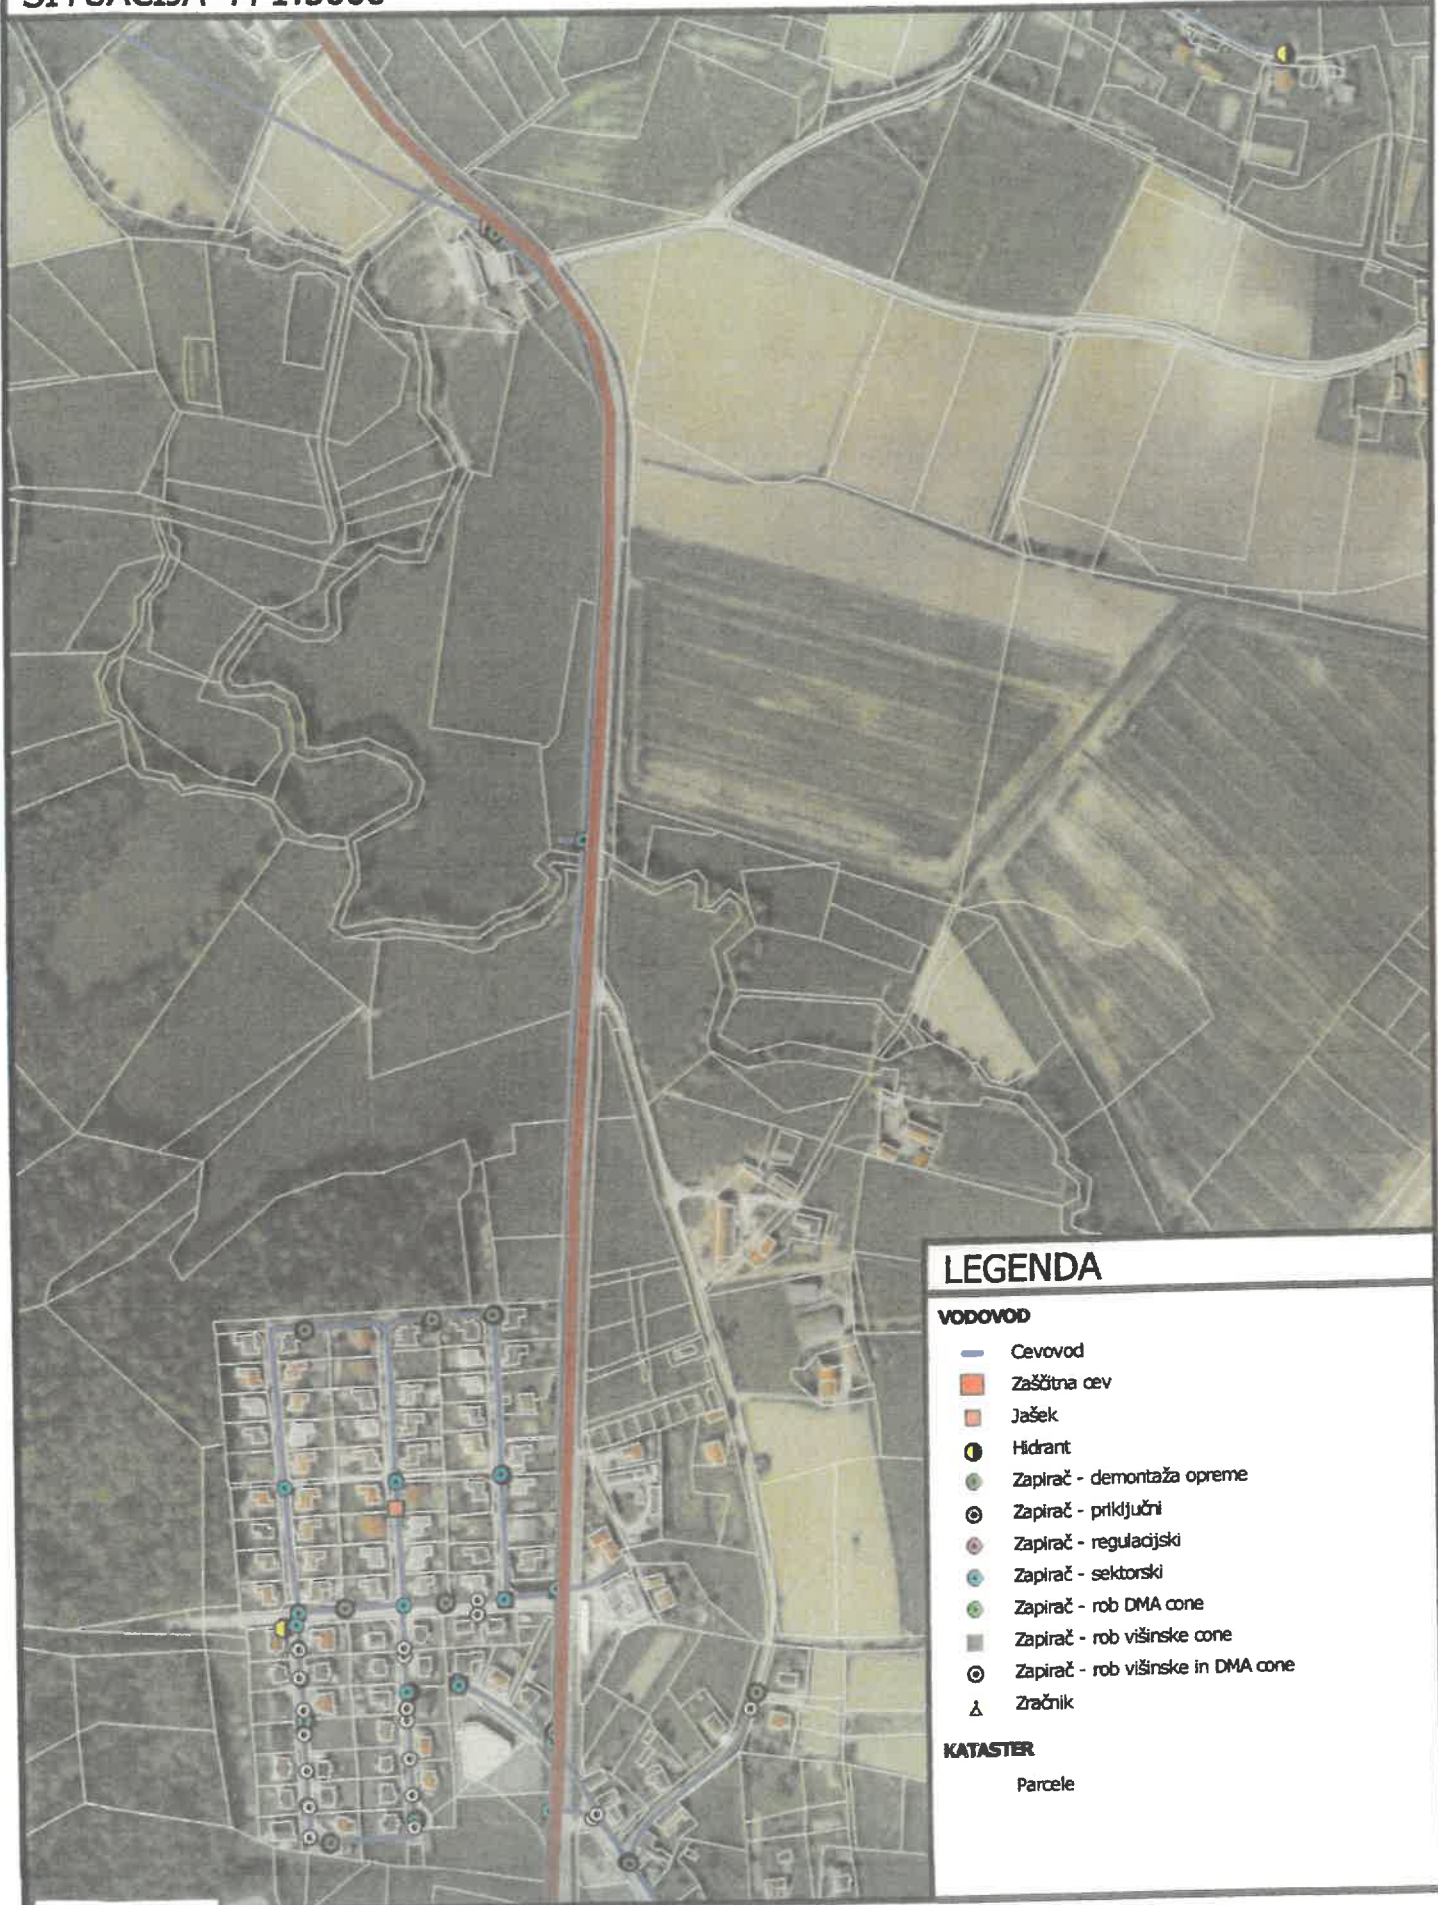 LEGENDA
VODOVOD
Cevovod
Zaščitna cev
Jašek
Hidrant
Zapirač - demontaža opreme
Zapirač - priključni
Zapirač - regulacijski
Zapirač - sektorski
Zapirač - rob DMA cone
Zapirač - rob višinske cone
Zapirač - rob višinske in DMA cone
Zračnik
KATASTER
Parcele